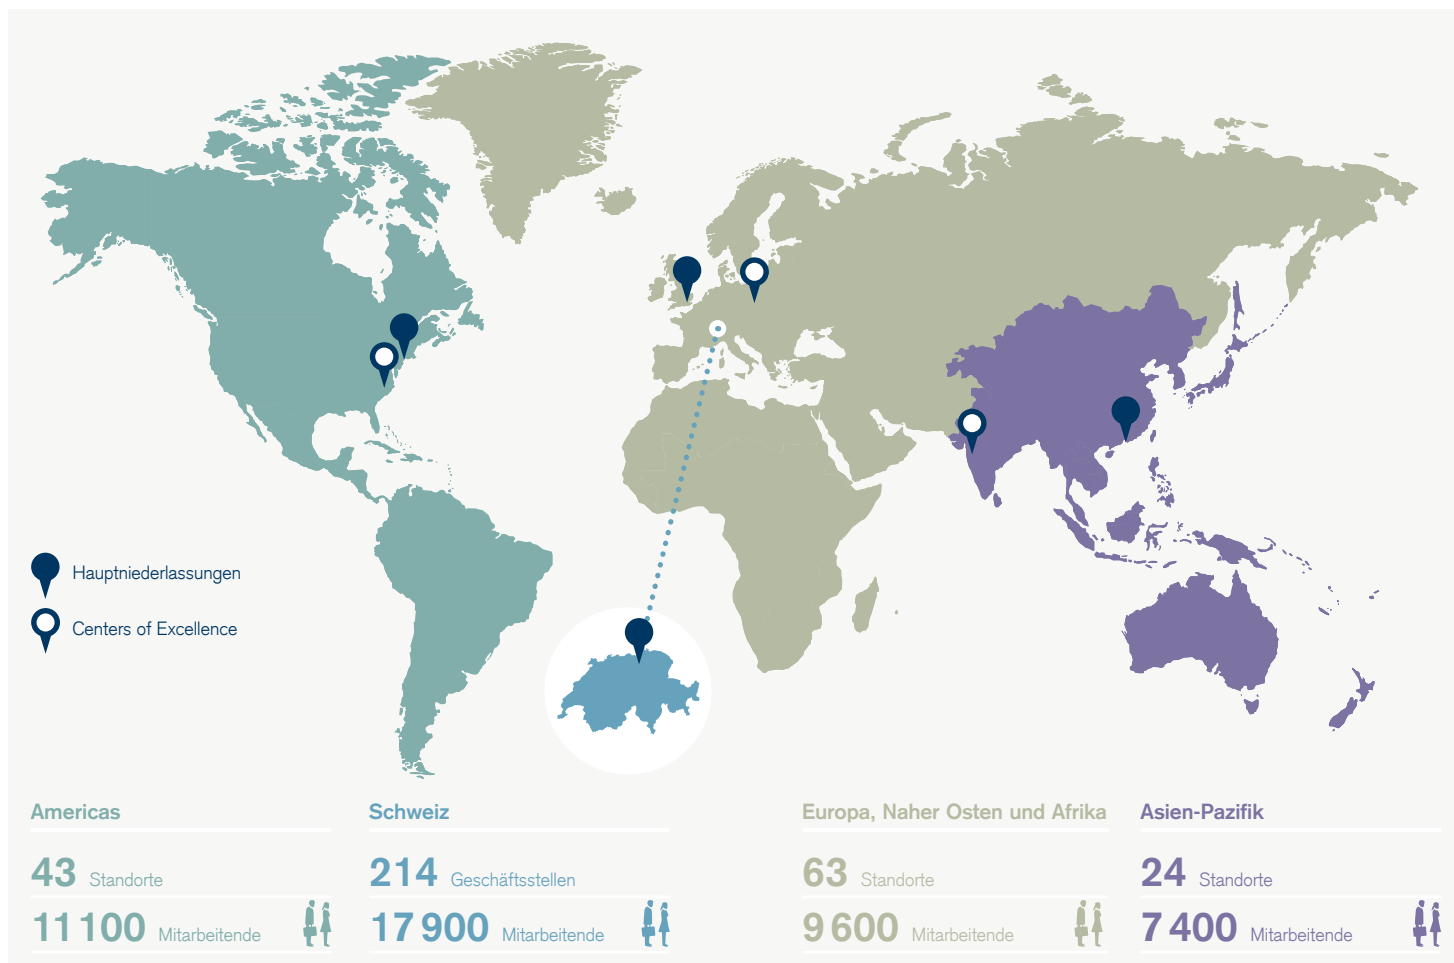 Hauptniederlassungen
Centers of Excellence
Americas
43 Standorte
11 100 Mitarbeitende
Schweiz
214 Geschäftsstellen
17 900 Mitarbeitende
Europa, Naher Osten und Afrika
63 Standorte
9 600 Mitarbeitende
Asien-Pazifik
24 Standorte
7 400 Mitarbeitende